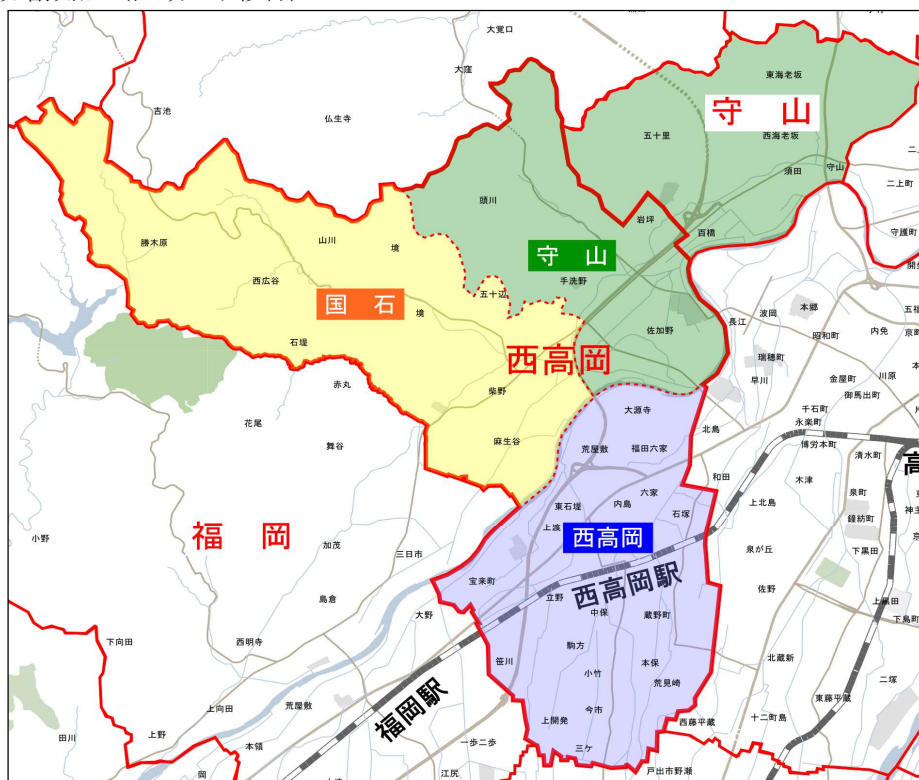 大覚口
大窪
吉池
仏生寺
東海老坂
守　山
五十里
西海老坂
須田
守山
二上町
頭川
岩坪
百橋
守護町
勝木原
山川
境
守　山
手洗野
西広谷
国　石
五十辺
境
佐加野
長江
波岡
本郷
昭和町
内免
石堤
西高岡
瑞穂町
早川
金屋町
川原
赤丸
柴野
御馬出町
千石町
花尾
大源寺
北島
永楽町
舞谷
麻生谷
荒屋敷
福田六家
博労本町
清水町
高
和田
木津
泉町
東石堤
内島
六家
石塚
上北島
鐘紡町
小野
福　岡
加茂
三日市
上渡
西高岡
泉が丘
下黒田
宝来町
立野
西高岡駅
佐野
島倉
大野
中保
蔵野町
上黒田
下島町
下向田
西明寺
笹川
駒方
小竹
本保
荒見崎
北蔵新
二塚
上向田
荒屋敷
福岡駅
今市
上開発
西藤平蔵
東藤平蔵
十二町島
田川
上野
本領
一歩二歩
三ケ
岡
江尻
戸出市野瀬